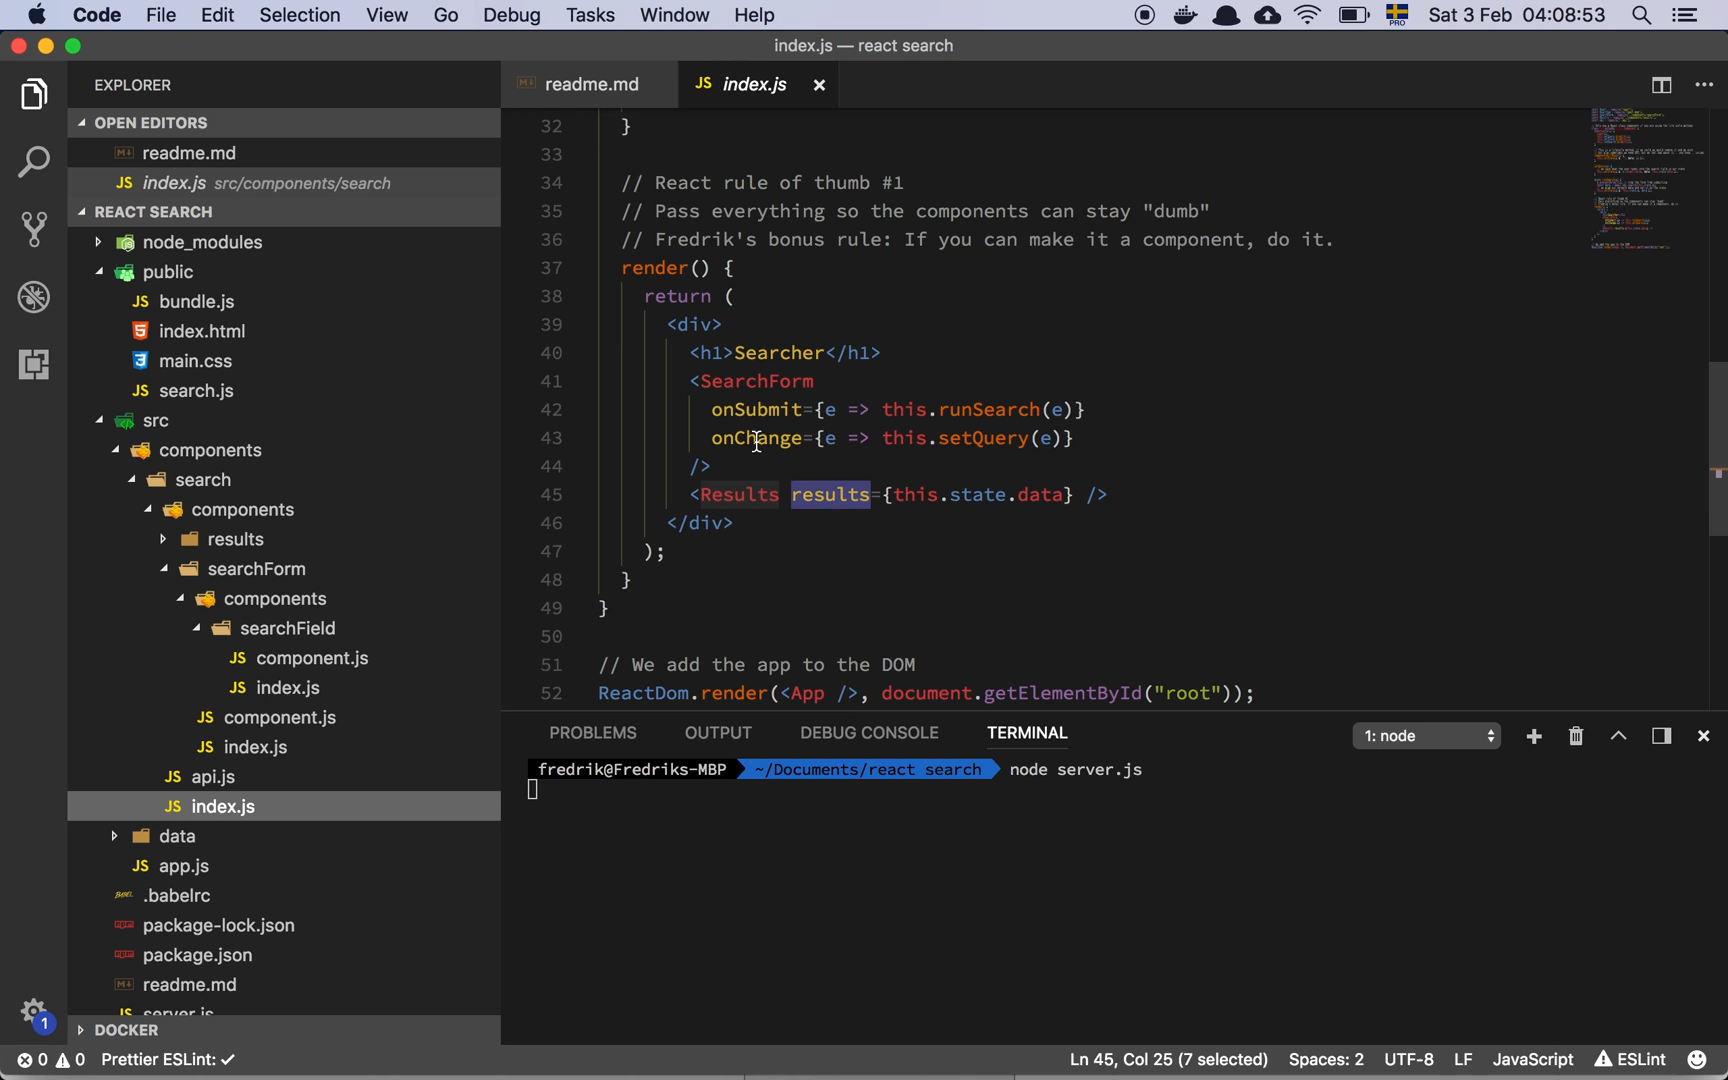 Code File Edit Selection View Go Debug Tasks Window Help PRO Sat 3 Feb 04:08:53
index.js — react search
EXPLORER
OPEN EDITORS
readme.md
JS index.js src/components/search
REACT SEARCH
node_modules
public
JS bundle.js
index.html
main.css
JS search.js
src
components
search
components
results
searchForm
components
searchField
JS component.js
JS index.js
JS component.js
JS index.js
JS api.js
JS index.js
data
JS app.js
BABEL .babelrc
package-lock.json
package.json
readme.md
JS server.js
DOCKER
1
readme.md JS index.js
32 }
33
34 // React rule of thumb #1
35 // Pass everything so the components can stay "dumb"
36 // Fredrik's bonus rule: If you can make it a component, do it.
37 render() {
38 return (
39 <div>
40 <h1>Searcher</h1>
41 <SearchForm
42 onSubmit={e => this.runSearch(e)}
43 onChange={e => this.setQuery(e)}
44 />
45 <Results results={this.state.data} />
46 </div>
47 );
48 }
49 }
50
51 // We add the app to the DOM
52 ReactDom.render(<App />, document.getElementById("root"));
PROBLEMS OUTPUT DEBUG CONSOLE TERMINAL 1: node
fredrik@Fredriks-MBP ~/Documents/react search node server.js
0 0 Prettier ESLint: ✓ Ln 45, Col 25 (7 selected) Spaces: 2 UTF-8 LF JavaScript ESLint